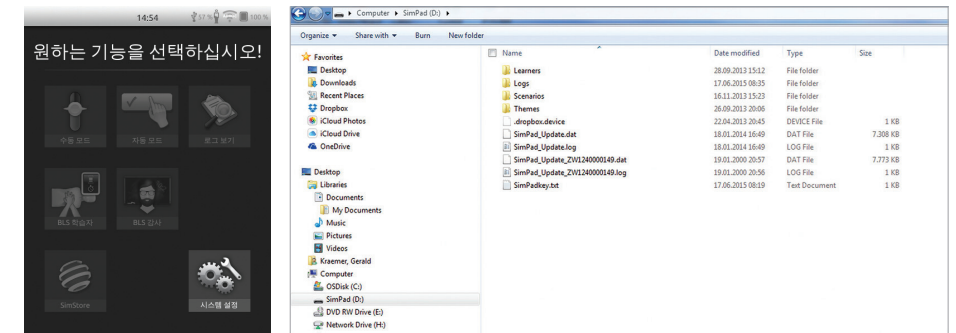 14:54 57 % 100 %
원하는 기능을 선택하십시오!
수동 모드 자동 모드 로그 보기
BLS 학습자 BLS 강사
SimStore 시스템 설정
Computer SimPad (D:)
Organize Share with Burn New folder
Favorites
Desktop
Downloads
Recent Places
Dropbox
iCloud Photos
iCloud Drive
OneDrive
Desktop
Libraries
Documents
My Documents
Music
Pictures
Videos
Kraemer, Gerald
Computer
OSDisk (C:)
SimPad (D:)
DVD RW Drive (E:)
Network Drive (H:)
Name Date modified Type Size
Learners 28.09.2013 15:12 File folder
Logs 17.06.2015 08:35 File folder
Scenarios 16.11.2013 15:23 File folder
Themes 26.09.2013 20:06 File folder
.dropbox.device 22.04.2013 20:45 DEVICE File 1 KB
SimPad_Update.dat 18.01.2014 16:49 DAT File 7.308 KB
SimPad_Update.log 18.01.2014 16:49 LOG File 1 KB
SimPad_Update_ZW1240000149.dat 19.01.2000 20:57 DAT File 7.773 KB
SimPad_Update_ZW1240000149.log 19.01.2000 20:56 LOG File 1 KB
SimPadkey.txt 17.06.2015 08:19 Text Document 1 KB